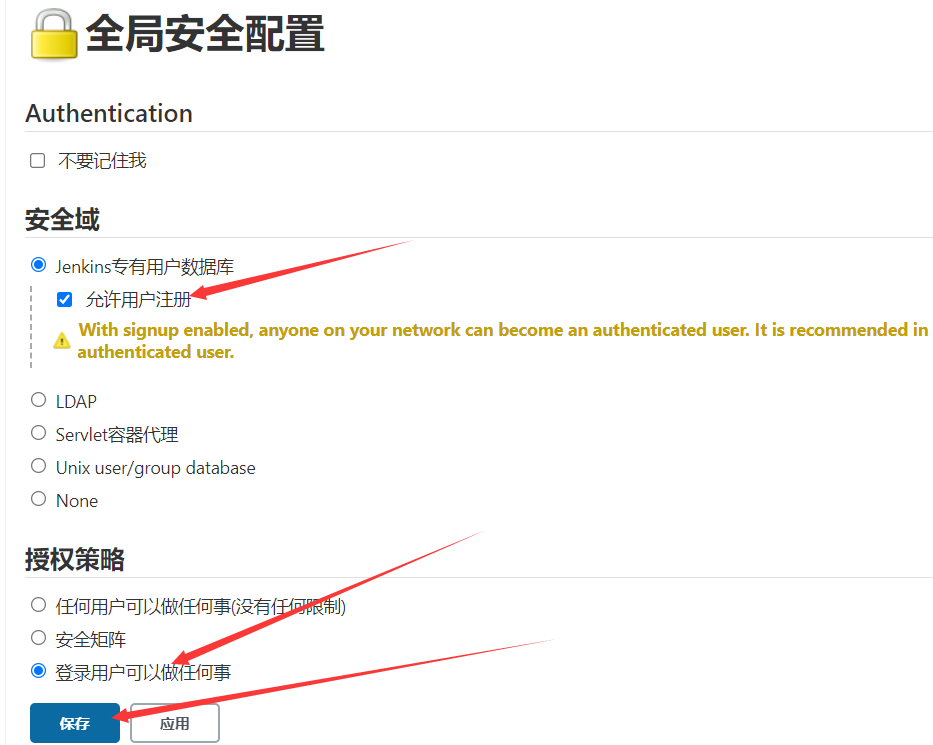 全局安全配置
Authentication
不要记住我
安全域
Jenkins专有用户数据库
允许用户注册
With signup enabled, anyone on your network can become an authenticated user. It is recommended in
authenticated user.
LDAP
Servlet容器代理
Unix user/group database
None
授权策略
任何用户可以做任何事(没有任何限制)
安全矩阵
登录用户可以做任何事
保存 应用